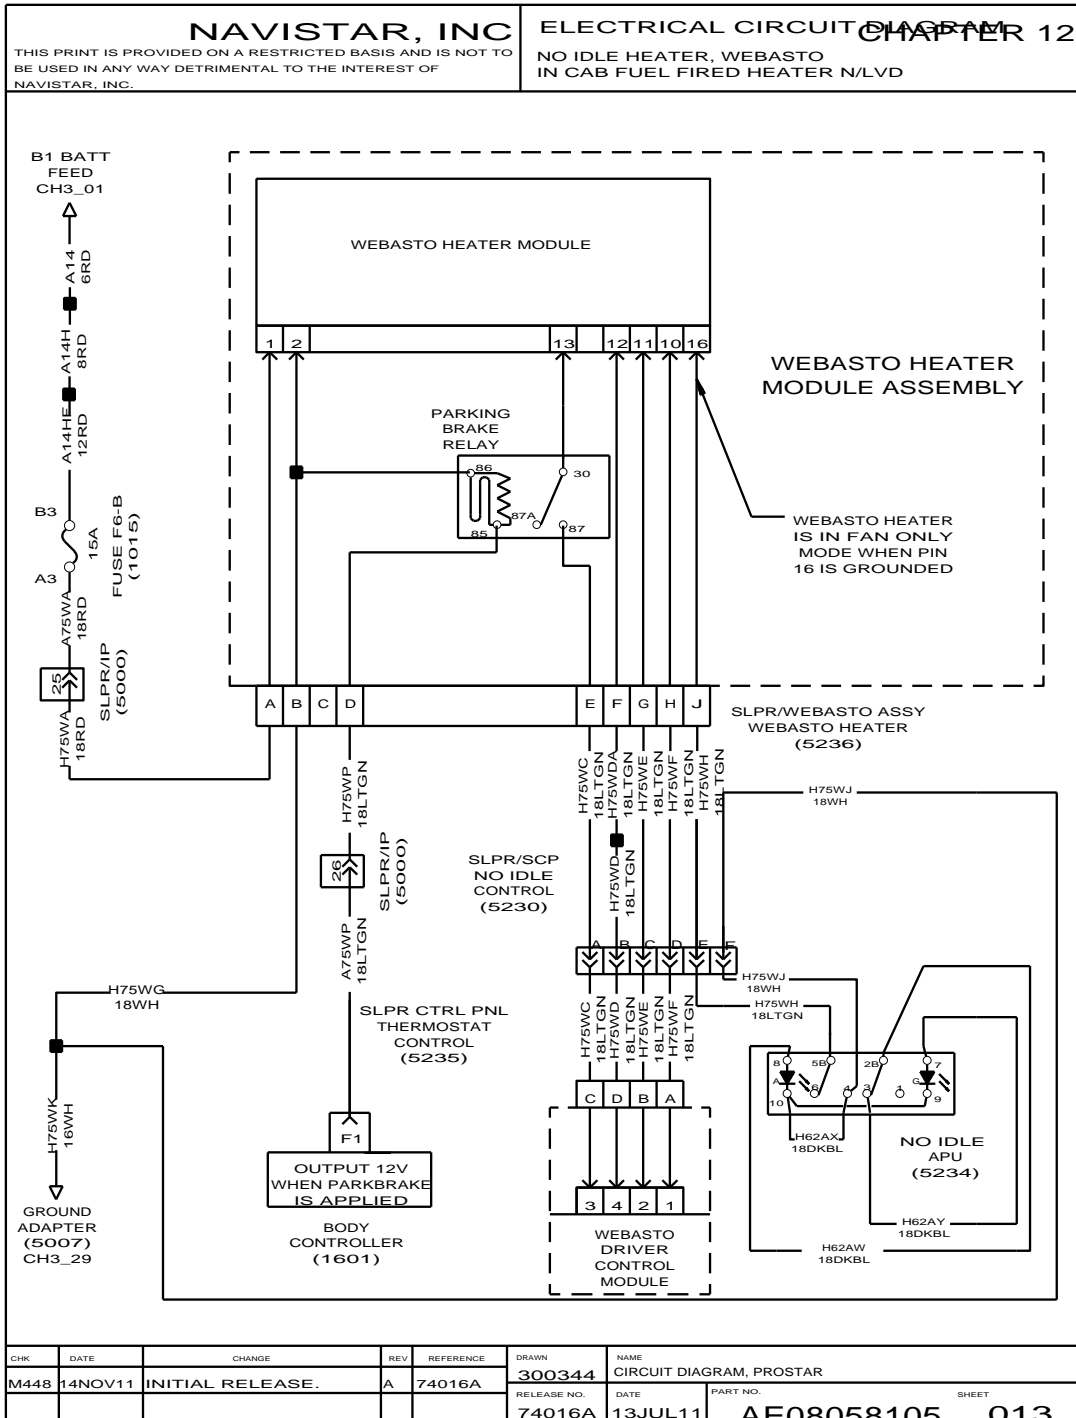 NAVISTAR, INC
THIS PRINT IS PROVIDED ON A RESTRICTED BASIS AND IS NOT TO
BE USED IN ANY WAY DETRIMENTAL TO THE INTEREST OF
NAVISTAR, INC.
ELECTRICAL CIRCUIT DIAGRAM
CHAPTER 12
NO IDLE HEATER, WEBASTO
IN CAB FUEL FIRED HEATER N/LVD
B1 BATT
FEED
CH3_01
A14
6RD
A14H
8RD
A14HE
12RD
B3
15A
FUSE F6-B
(1015)
A3
A75WA
18RD
25
SLPR/IP
(5000)
H75WA
18RD
WEBASTO HEATER MODULE
1 2 13 12 11 10 16
WEBASTO HEATER
MODULE ASSEMBLY
PARKING
BRAKE
RELAY
86
30
87A
85
87
WEBASTO HEATER
IS IN FAN ONLY
MODE WHEN PIN
16 IS GROUNDED
A B C D E F G H J
SLPR/WEBASTO ASSY
WEBASTO HEATER
(5236)
H75WP
18LTGN
26
SLPR/IP
(5000)
A75WP
18LTGN
H75WC
18LTGN
H75WDA
18LTGN
H75WE
18LTGN
H75WF
18LTGN
H75WH
18LTGN
H75WJ
18WH
H75WD
18LTGN
SLPR/SCP
NO IDLE
CONTROL
(5230)
A B C D E F
H75WG
18WH
H75WK
16WH
GROUND
ADAPTER
(5007)
CH3_29
SLPR CTRL PNL
THERMOSTAT
CONTROL
(5235)
F1
OUTPUT 12V
WHEN PARKBRAKE
IS APPLIED
BODY
CONTROLLER
(1601)
H75WC
18LTGN
H75WD
18LTGN
H75WE
18LTGN
H75WF
18LTGN
C D B A
3 4 2 1
WEBASTO
DRIVER
CONTROL
MODULE
H75WJ
18WH
H75WH
18LTGN
8 5B 2B 7
A 6 4 3 1 G
10 9
H62AX
18DKBL
NO IDLE
APU
(5234)
H62AY
18DKBL
H62AW
18DKBL
CHK DATE CHANGE REV REFERENCE
M448 14NOV11 INITIAL RELEASE. A 74016A
DRAWN
300344
NAME
CIRCUIT DIAGRAM, PROSTAR
RELEASE NO.
74016A
DATE
13JUL11
PART NO.
AE08058105
SHEET
013